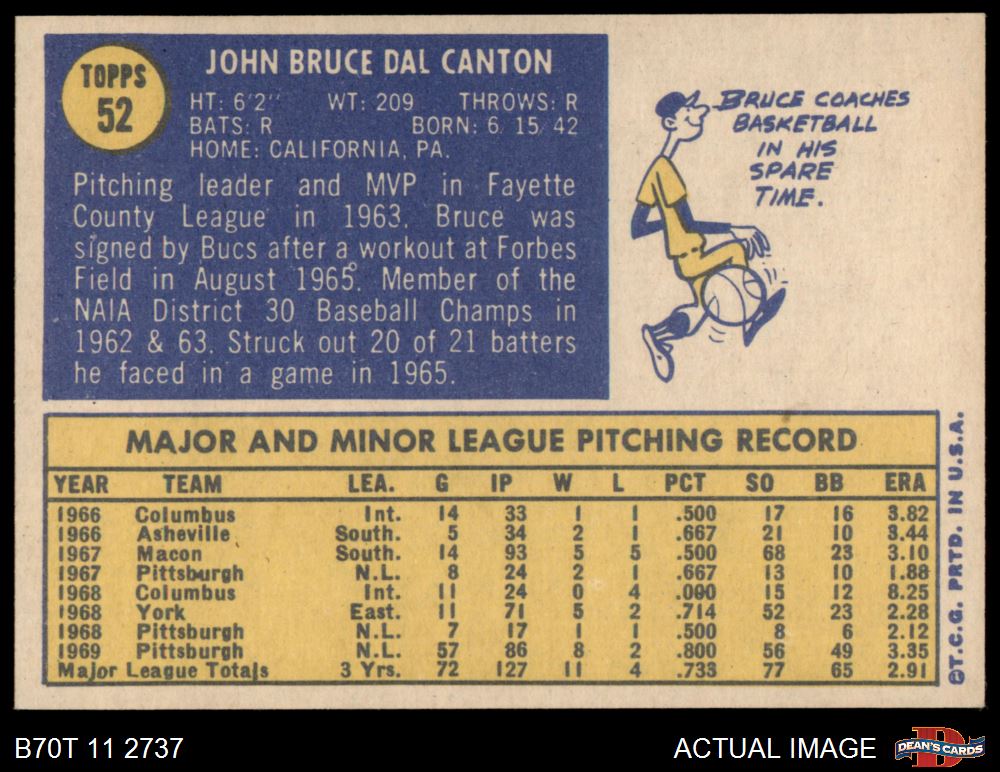 TOPPS
52
JOHN BRUCE DAL CANTON
HT: 6'2" WT: 209 THROWS: R
BATS: R BORN: 6 15 42
HOME: CALIFORNIA, PA.
Pitching leader and MVP in Fayette
County League in 1963. Bruce was
signed by Bucs after a workout at Forbes
Field in August 1965. Member of the
NAIA District 30 Baseball Champs in
1962 & 63. Struck out 20 of 21 batters
he faced in a game in 1965.
BRUCE COACHES
BASKETBALL
IN HIS
SPARE
TIME.
MAJOR AND MINOR LEAGUE PITCHING RECORD
YEAR TEAM LEA. G IP W L PCT SO BB ERA
1966 Columbus Int. 14 33 1 1 .500 17 16 3.82
1966 Asheville South. 5 34 2 1 .667 21 10 3.44
1967 Macon South. 14 93 5 5 .500 68 23 3.10
1967 Pittsburgh N.L. 8 24 2 1 .667 13 10 1.88
1968 Columbus Int. 11 24 0 4 .000 15 12 8.25
1968 York East. 11 71 5 2 .714 52 23 2.28
1968 Pittsburgh N.L. 7 17 1 1 .500 8 6 2.12
1969 Pittsburgh N.L. 57 86 8 2 .800 56 49 3.35
Major League Totals 3 Yrs. 72 127 11 4 .733 77 65 2.91
©T.C.G. PRTD. IN U.S.A.
B70T 11 2737
ACTUAL IMAGE
D
DEAN'S CARDS